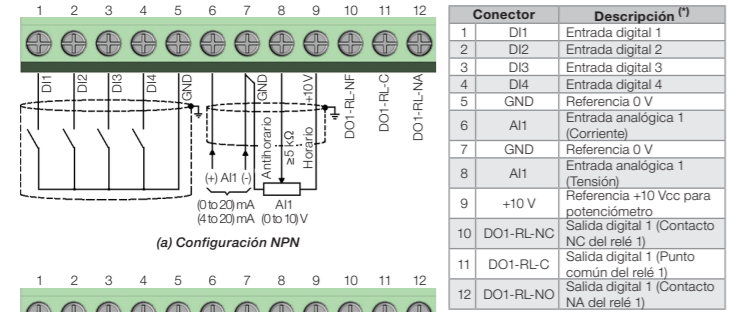 1 2 3 4 5 6 7 8 9 10 11 12
DI1
DI2
DI3
DI4
GND
GND
+10 V
DO1-RL-NF
DO1-RL-C
DO1-RL-NA
Antihorario
≥5 kΩ
Horario
(+) AI1 (-)
(0 to 20) mA
(4 to 20) mA
AI1
(0 to 10) V
(a) Configuración NPN
1 2 3 4 5 6 7 8 9 10 11 12
Conector Descripción (*)
1 DI1 Entrada digital 1
2 DI2 Entrada digital 2
3 DI3 Entrada digital 3
4 DI4 Entrada digital 4
5 GND Referencia 0 V
6 AI1 Entrada analógica 1
(Corriente)
7 GND Referencia 0 V
8 AI1 Entrada analógica 1
(Tensión)
9 +10 V Referencia +10 Vcc para
potenciómetro
10 DO1-RL-NC Salida digital 1 (Contacto
NC del relé 1)
11 DO1-RL-C Salida digital 1 (Punto
común del relé 1)
12 DO1-RL-NO Salida digital 1 (Contacto
NA del relé 1)